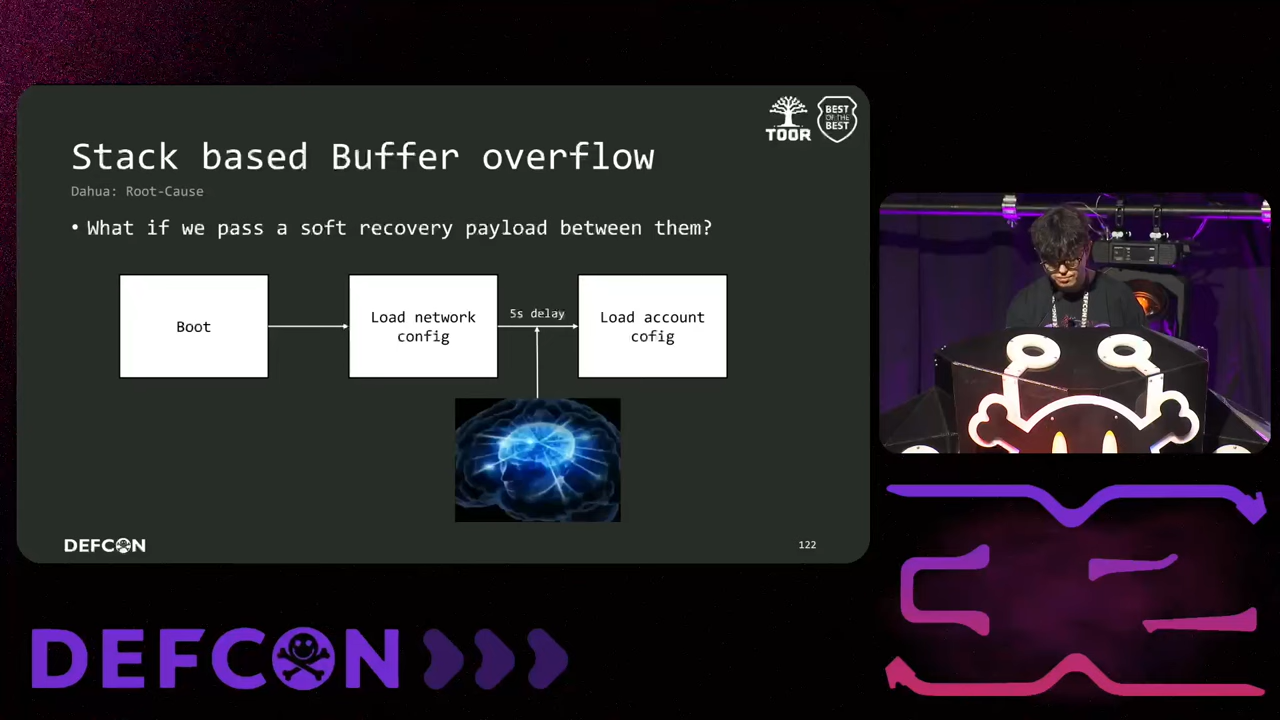 TOOR
BEST
OF THE
BEST
Stack based Buffer overflow
Dahua: Root-Cause
• What if we pass a soft recovery payload between them?
Boot
Load network
config
5s delay
Load account
cofig
DEFCON
122
DEFCON